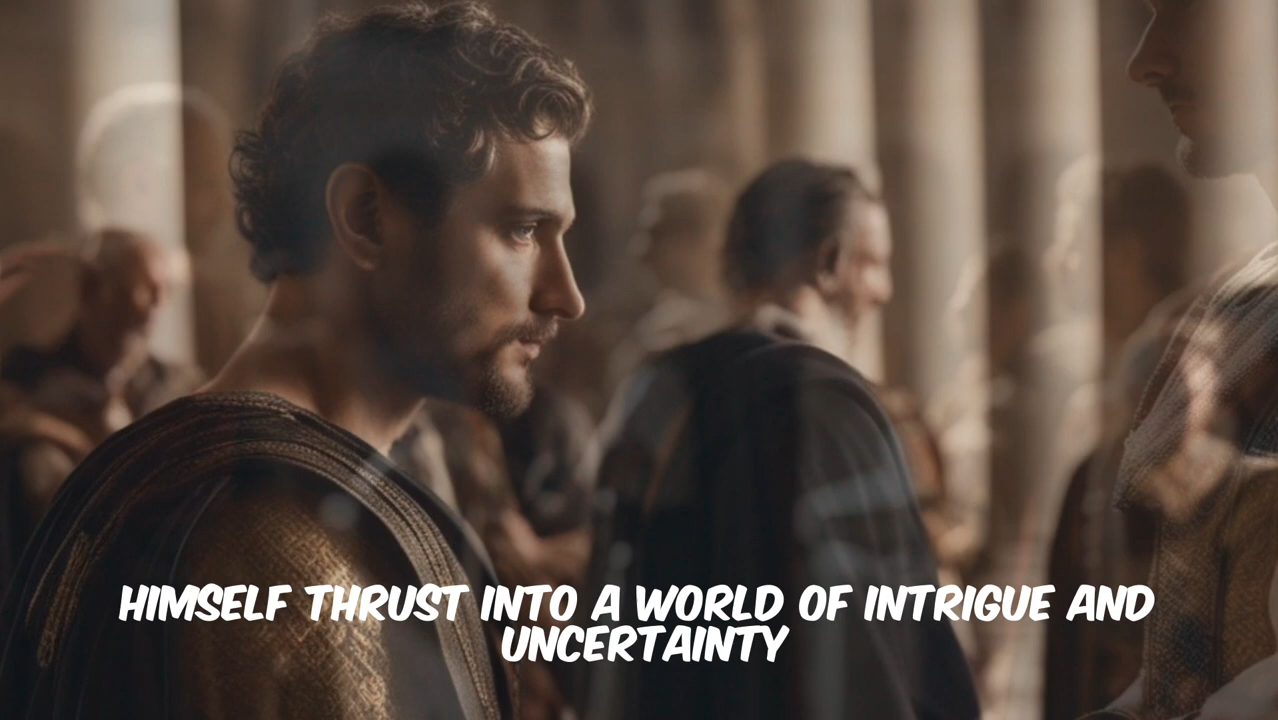 HIMSELF THRUST INTO A WORLD OF INTRIGUE AND
UNCERTAINTY